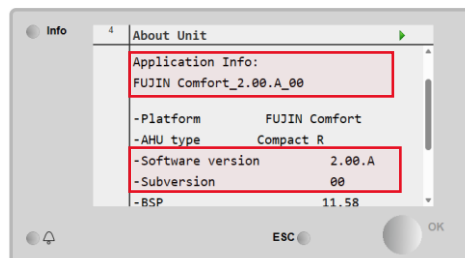 Info
4 About Unit
Application Info:
FUJIN Comfort_2.00.A_00
-Platform FUJIN Comfort
-AHU type Compact R
-Software version 2.00.A
-Subversion 00
-BSP 11.58
ESC
OK